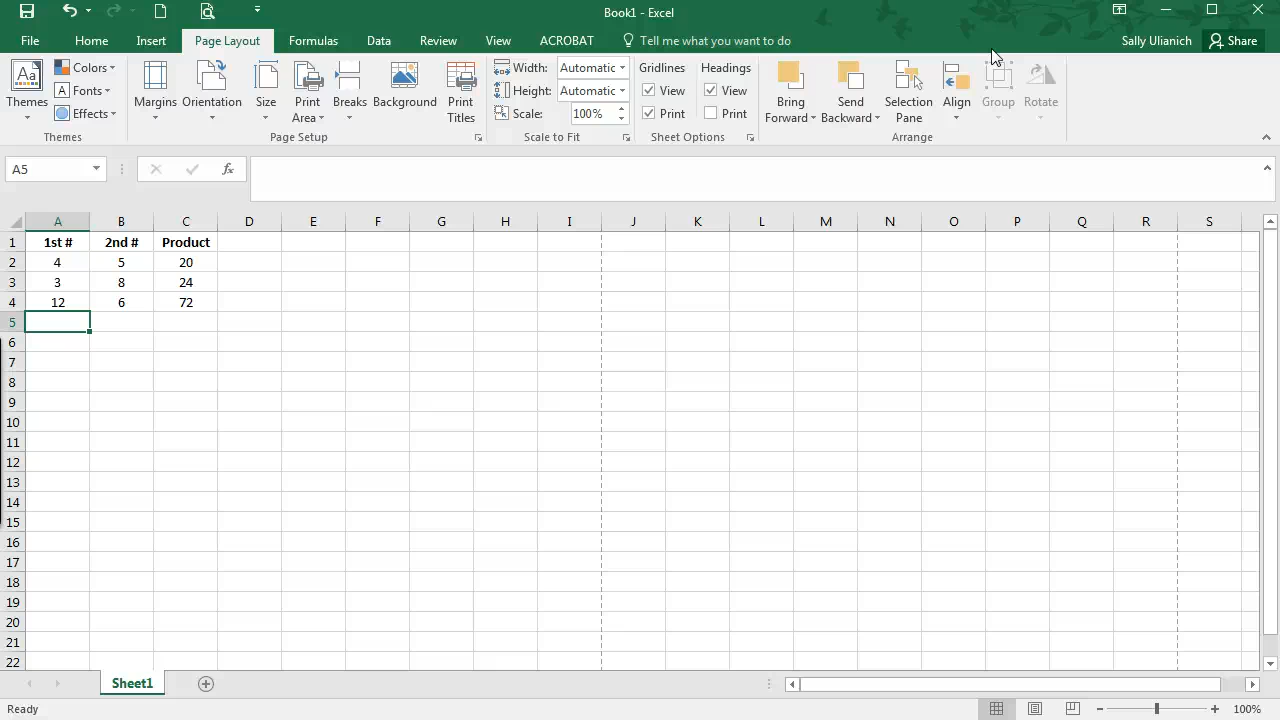 Book1 - Excel
File Home Insert Page Layout Formulas Data Review View ACROBAT Tell me what you want to do Sally Ulianich Share
Themes Colors Fonts Effects Margins Orientation Size Print Area Breaks Background Print Titles Width: Automatic Height: Automatic Scale: 100% Gridlines View Print Headings View Print Bring Forward Send Backward Selection Pane Align Group Rotate
Themes Page Setup Scale to Fit Sheet Options Arrange
A5 fx
A B C D E F G H I J K L M N O P Q R S
1 1st # 2nd # Product
2 4 5 20
3 3 8 24
4 12 6 72
5
6
7
8
9
10
11
12
13
14
15
16
17
18
19
20
21
22
Sheet1
Ready 100%